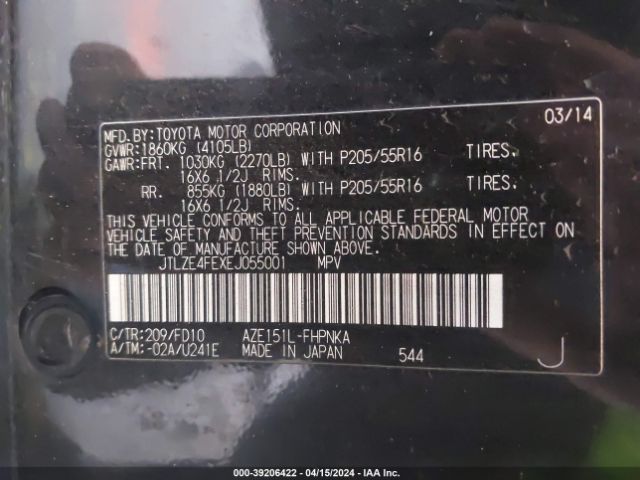 03/14
MFD.BY:TOYOTA MOTOR CORPORATION
GVWR:1860KG (4105LB)
GAWR:FRT. 1030KG (2270LB) WITH P205/55R16 TIRES.
16X6 1/2J RIMS.
RR. 855KG (1880LB) WITH P205/55R16 TIRES.
16X6 1/2J RIMS.
THIS VEHICLE CONFORMS TO ALL APPLICABLE FEDERAL MOTOR
VEHICLE SAFETY AND THEFT PREVENTION STANDARDS IN EFFECT ON
THE DATE OF MANUFACTURE SHOWN ABOVE.
JTLZE4FEXEJ055001 MPV
C/TR:209/FD10 AZE151L-FHPNKA
A/TM:-02A/U241E MADE IN JAPAN 544 J
000-39206422 - 04/15/2024 - IAA Inc.